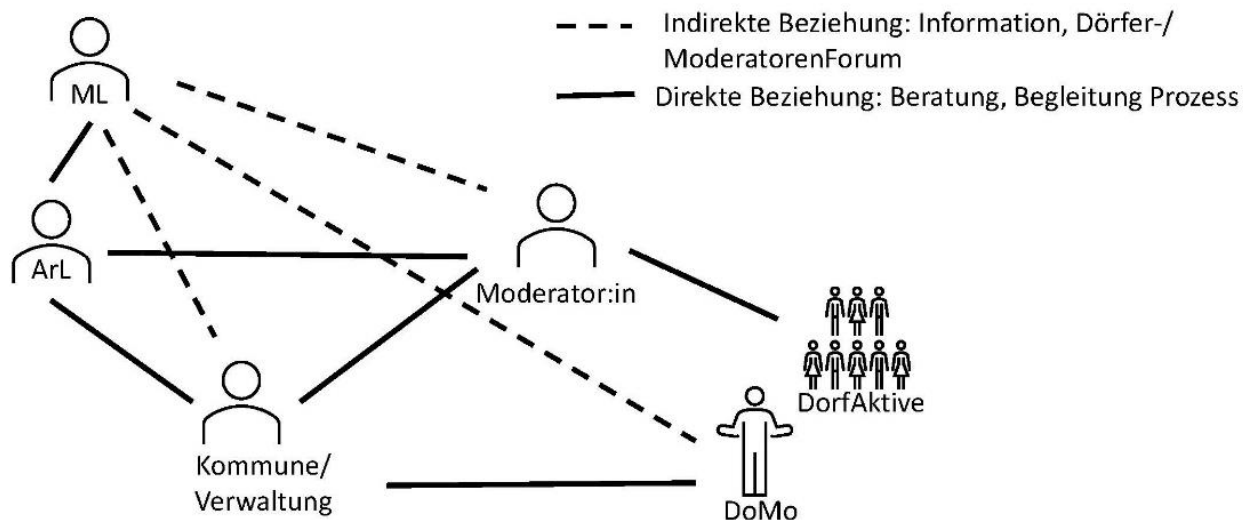 Indirekte Beziehung: Information, Dörfer-/
ModeratorenForum
Direkte Beziehung: Beratung, Begleitung Prozess
ML
ArL
Moderator:in
DorfAktive
Kommune/
Verwaltung
DoMo